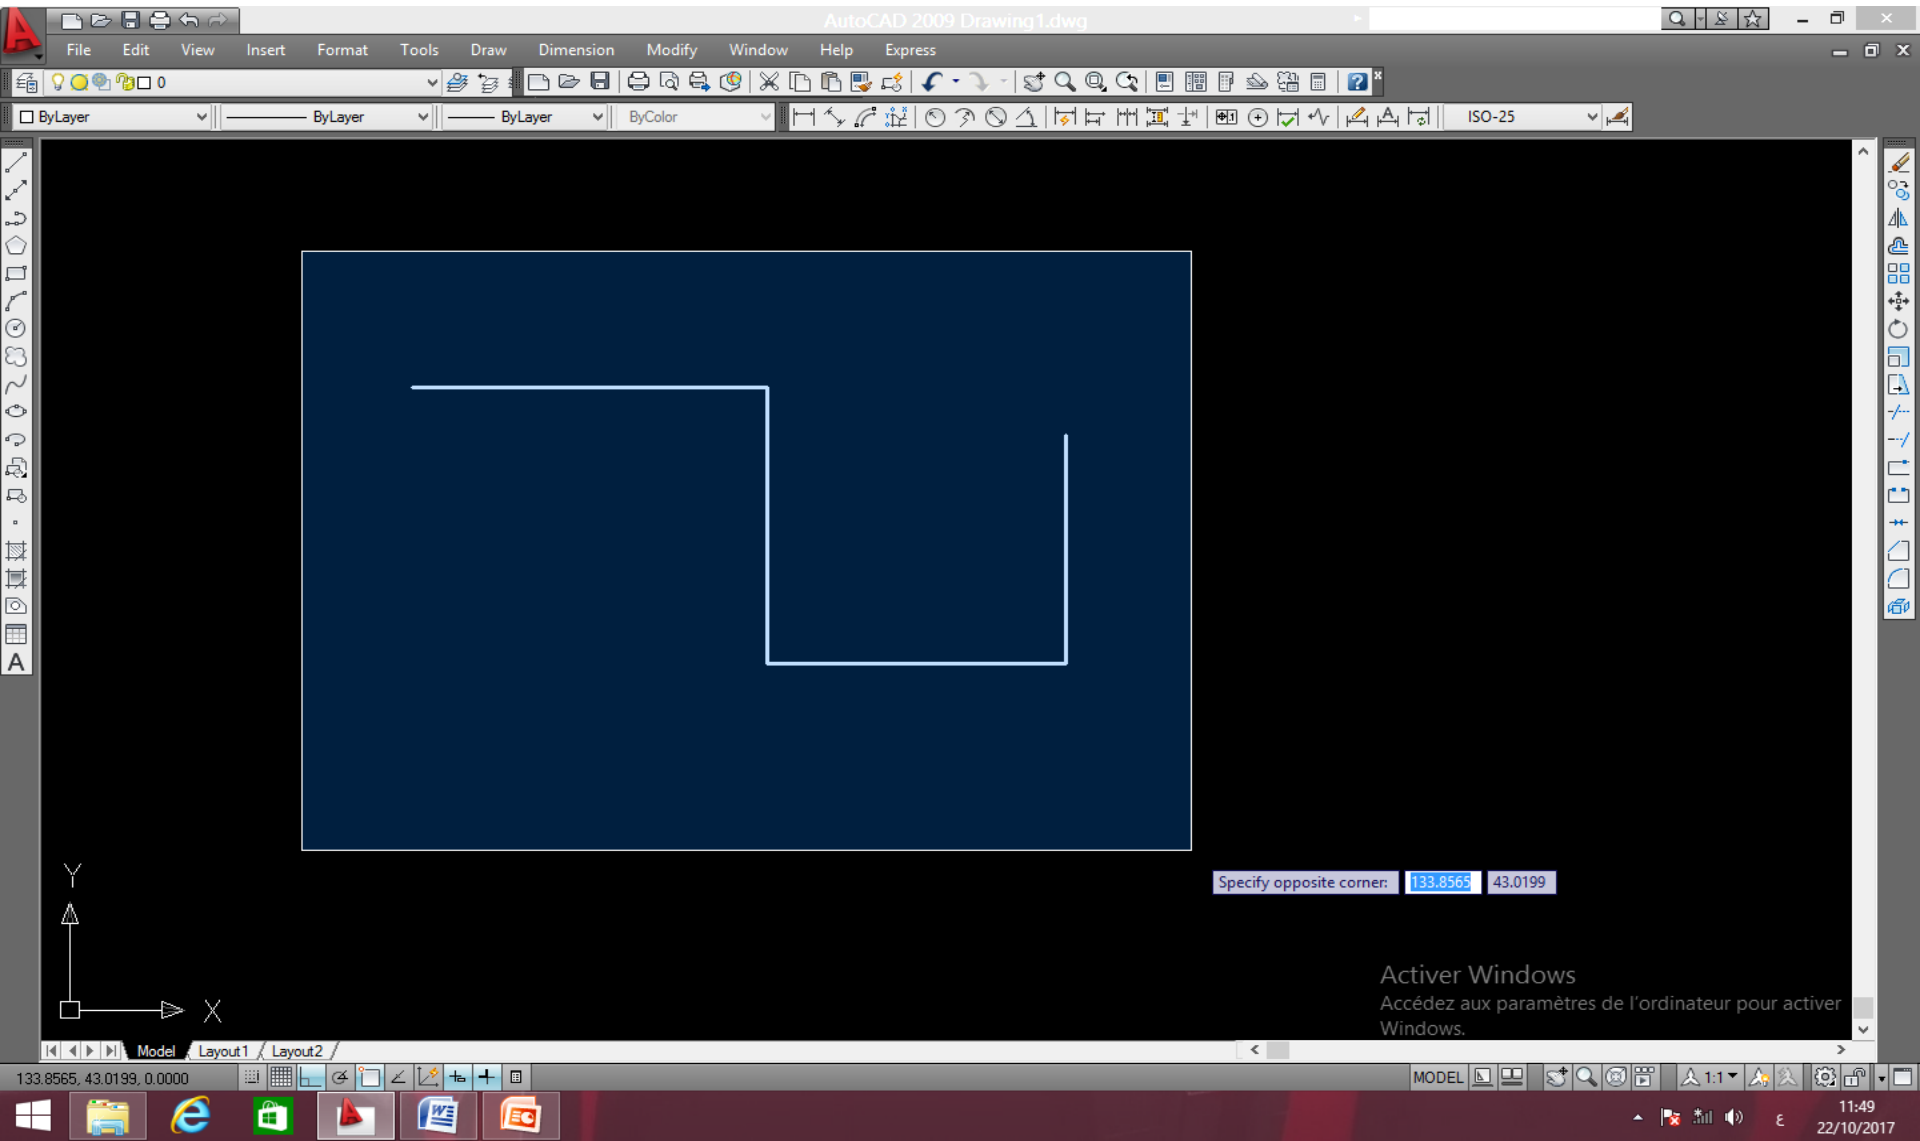 AutoCAD 2009 Drawing1.dwg
File Edit View Insert Format Tools Draw Dimension Modify Window Help Express
0
ByLayer ByLayer ByLayer ByColor ISO-25
Y
Specify opposite corner: 133.8565 43.0199
X
Activer Windows
Accédez aux paramètres de l'ordinateur pour activer
Windows.
Model Layout1 Layout2
133.8565, 43.0199, 0.0000 MODEL 1:1
ع 11:49
22/10/2017